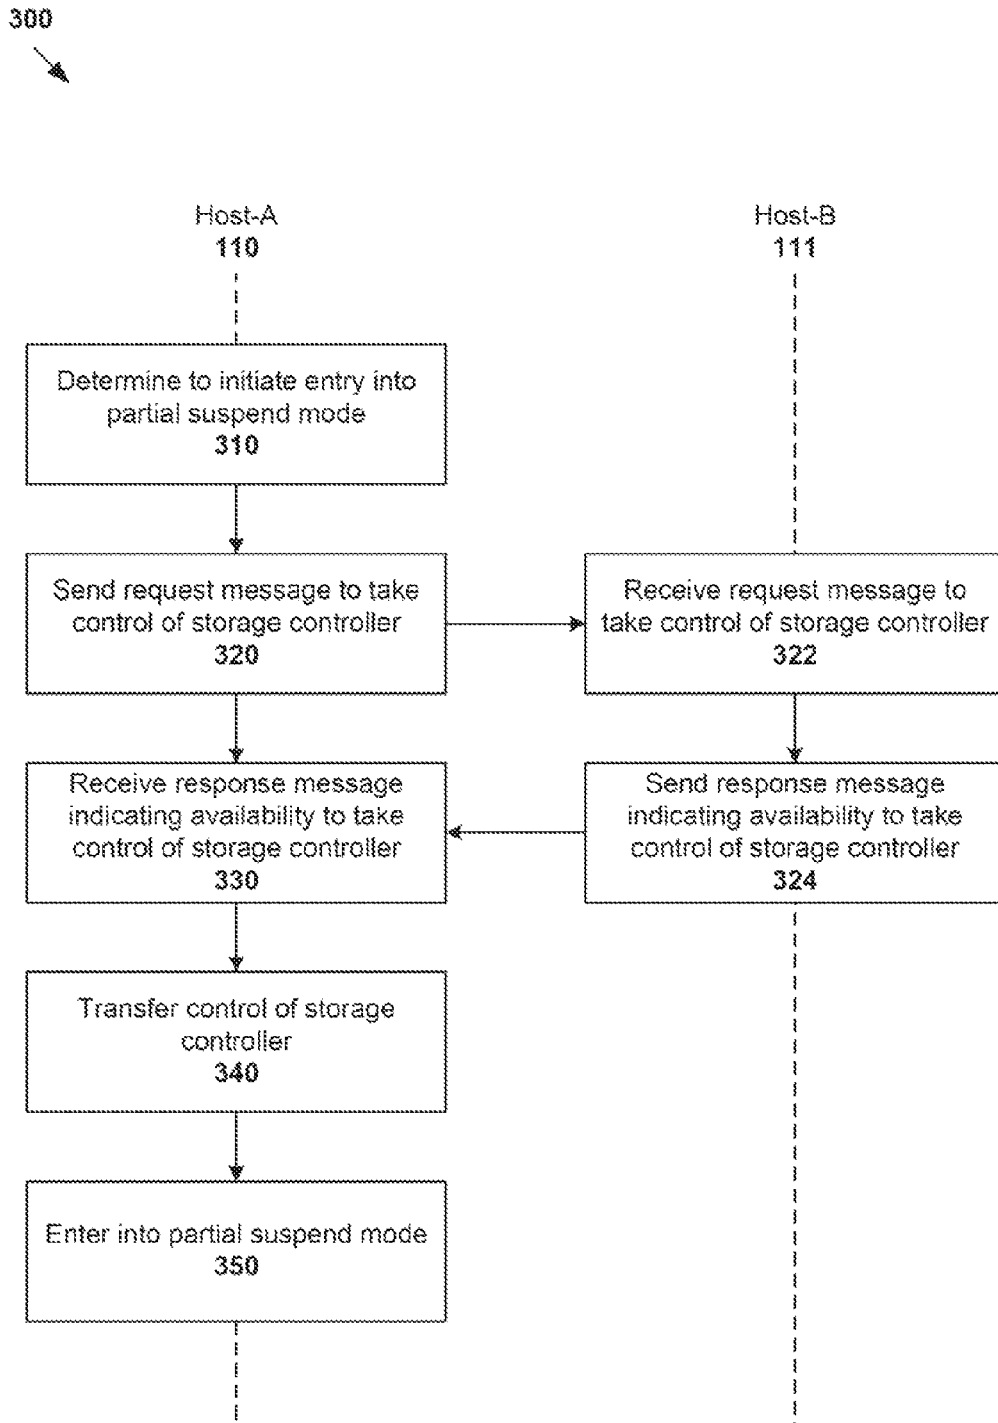 300
Host-A
110
Host-B
111
Determine to initiate entry into
partial suspend mode
310
Send request message to take
control of storage controller
320
Receive request message to
take control of storage controller
322
Receive response message
indicating availability to take
control of storage controller
330
Send response message
indicating availability to take
control of storage controller
324
Transfer control of storage
controller
340
Enter into partial suspend mode
350